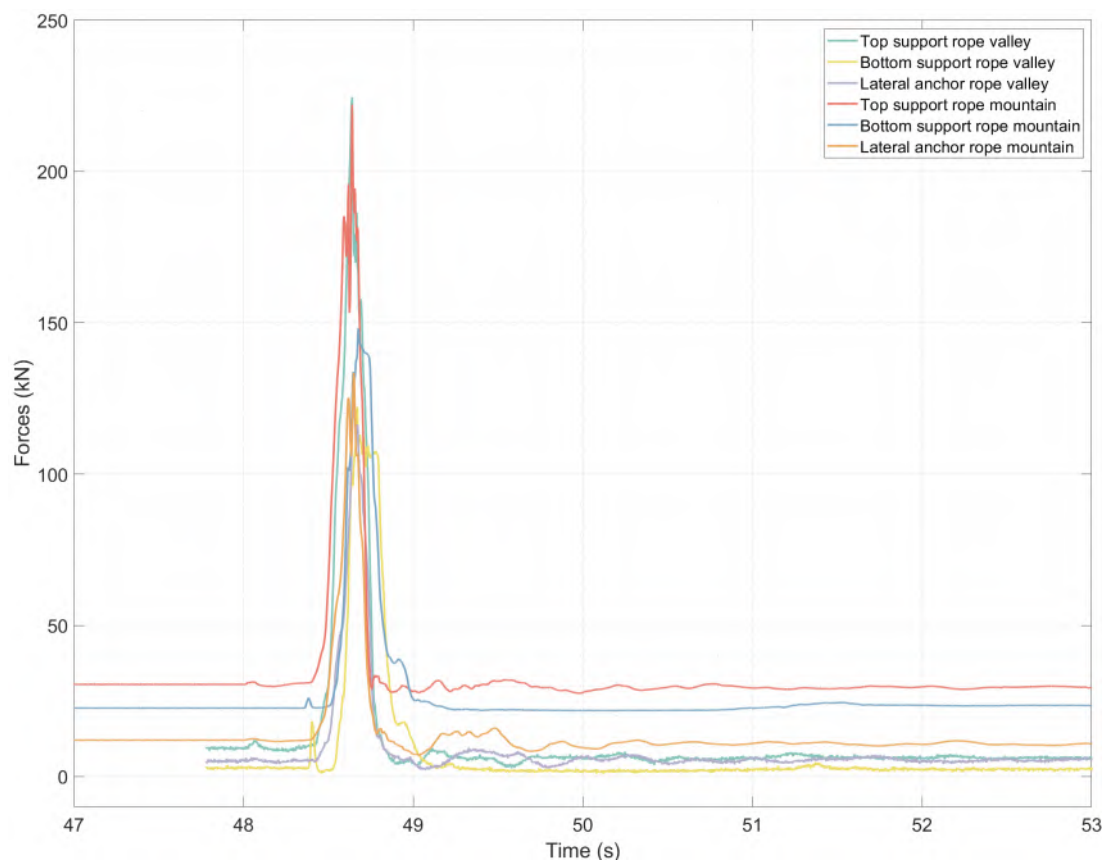 250
200
150
100
50
0
Forces (kN)
Top support rope valley
Bottom support rope valley
Lateral anchor rope valley
Top support rope mountain
Bottom support rope mountain
Lateral anchor rope mountain
47 48 49 50 51 52 53
Time (s)